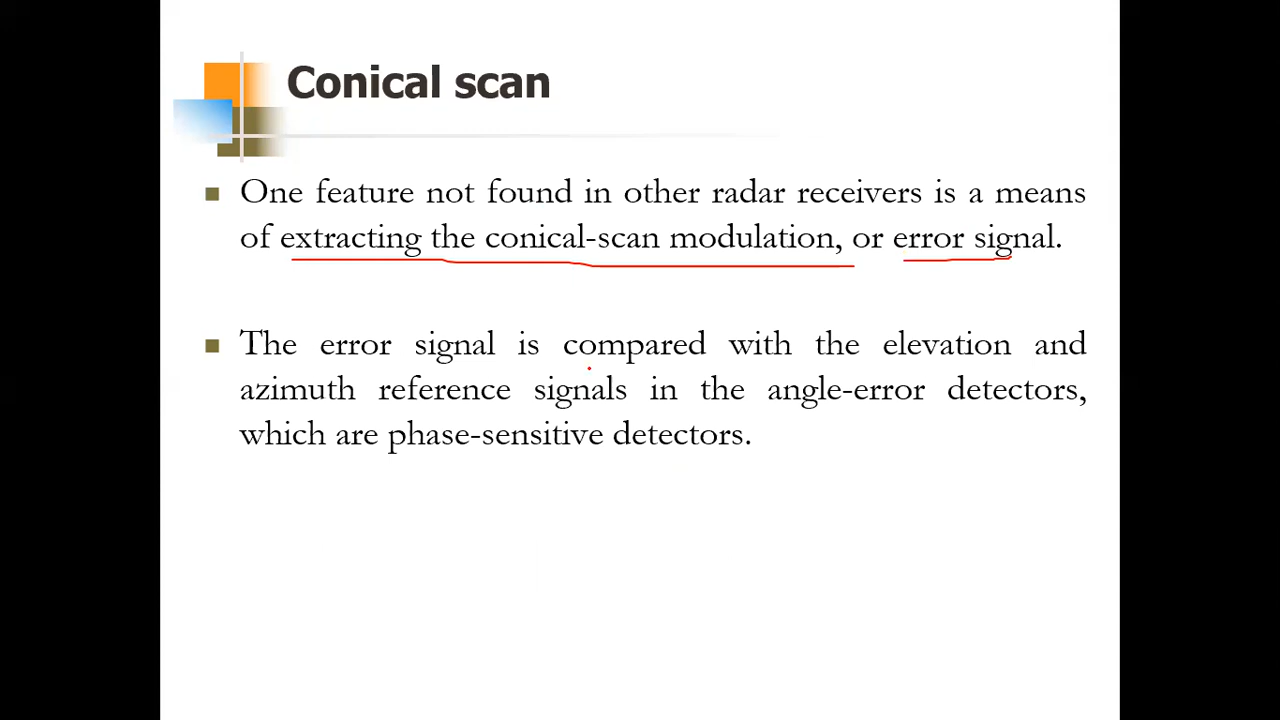 Conical scan
One feature not found in other radar receivers is a means
of extracting the conical-scan modulation, or error signal.
The error signal is compared with the elevation and
azimuth reference signals in the angle-error detectors,
which are phase-sensitive detectors.